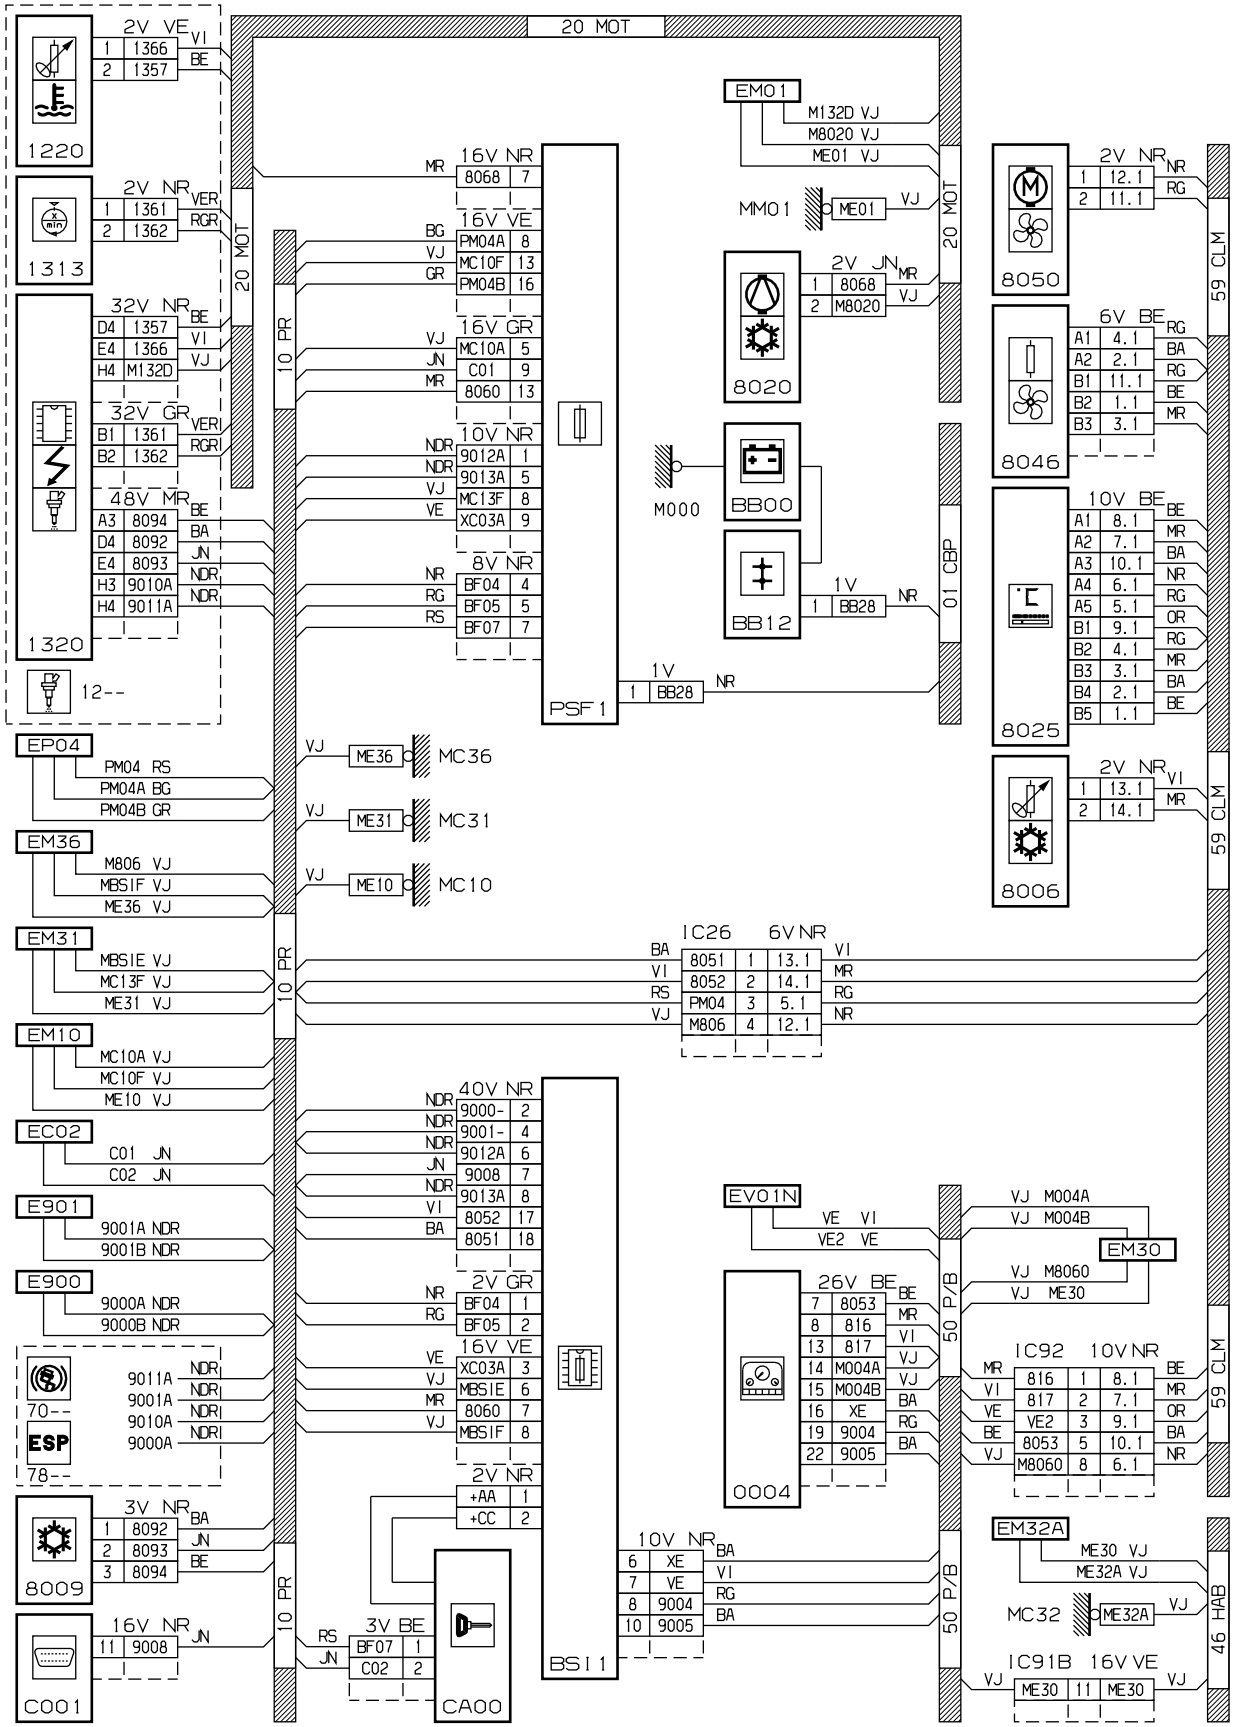 20 MOT
2V VE
1 1366 VI
2 1357 BE
1220
2V NR
1 1361 VER
2 1362 RGR
1313
20 MOT
32V NR
D4 1357 BE
E4 1366 VI
H4 M132D VJ
32V GR
B1 1361 VER
B2 1362 RGR
48V MR
A3 8094 BE
D4 8092 BA
E4 8093 JN
H3 9010A NDR
H4 9011A NDR
1320
12--
10 PR
16V NR
MR 8068 7
16V VE
BG PM04A 8
VJ MC10F 13
GR PM04B 16
16V GR
VJ MC10A 5
JN C01 9
MR 8060 13
10V NR
NDR 9012A 1
NDR 9013A 5
VJ MC13F 8
VE XC03A 9
8V NR
NR BF04 4
RG BF05 5
RS BF07 7
1V
1 BB28 NR
PSF1
EM01
M132D VJ
M8020 VJ
ME01 VJ
MM01 ME01 VJ
20 MOT
2V JN
1 8068 MR
2 M8020 VJ
8020
M000
BB00
1V
1 BB28 NR
BB12
01 CBP
2V NR
1 12.1 NR
2 11.1 RG
8050
59 CLM
6V BE
A1 4.1 RG
A2 2.1 BA
B1 11.1 RG
B2 1.1 BE
B3 3.1 MR
8046
10V BE
A1 8.1 BE
A2 7.1 MR
A3 10.1 BA
A4 6.1 NR
A5 5.1 RG
B1 9.1 OR
B2 4.1 RG
B3 3.1 MR
B4 2.1 BA
B5 1.1 BE
°C
8025
2V NR
1 13.1 VI
2 14.1 MR
8006
59 CLM
EP04
PM04 RS
PM04A BG
PM04B GR
EM36
M806 VJ
MBSIF VJ
ME36 VJ
EM31
MBSIE VJ
MC13F VJ
ME31 VJ
EM10
MC10A VJ
MC10F VJ
ME10 VJ
EC02
C01 JN
C02 JN
E901
9001A NDR
9001B NDR
E900
9000A NDR
9000B NDR
70--
ESP
78--
9011A NDR
9001A NDR
9010A NDR
9000A NDR
3V NR
1 8092 BA
2 8093 JN
3 8094 BE
8009
16V NR
11 9008 JN
C001
VJ ME36 MC36
VJ ME31 MC31
VJ ME10 MC10
10 PR
IC26 6V NR
BA 8051 1 13.1 VI
VI 8052 2 14.1 MR
RS PM04 3 5.1 RG
VJ M806 4 12.1 NR
40V NR
NDR 9000- 2
NDR 9001- 4
NDR 9012A 6
JN 9008 7
NDR 9013A 8
VI 8052 17
BA 8051 18
2V GR
NR BF04 1
RG BF05 2
16V VE
VE XC03A 3
VJ MBSIE 6
MR 8060 7
VJ MBSIF 8
2V NR
+AA 1
+CC 2
10V NR
6 XE BA
7 VE VI
8 9004 RG
10 9005 BA
BSI1
10 PR
3V BE
RS BF07 1
JN C02 2
CA00
EV01N
VE VI
VE2 VE
26V BE
7 8053 BE
8 816 MR
13 817 VI
14 M004A VJ
15 M004B VJ
16 XE BA
19 9004 RG
22 9005 BA
0004
50 P/B
VJ M004A
VJ M004B
EM30
VJ M8060
VJ ME30
IC92 10V NR
MR 816 1 8.1 BE
VI 817 2 7.1 MR
VE VE2 3 9.1 OR
BE 8053 5 10.1 BA
VJ M8060 8 6.1 NR
59 CLM
EM32A
ME30 VJ
ME32A VJ
MC32 ME32A VJ
50 P/B
46 HAB
IC91B 16V VE
VJ ME30 11 ME30 VJ